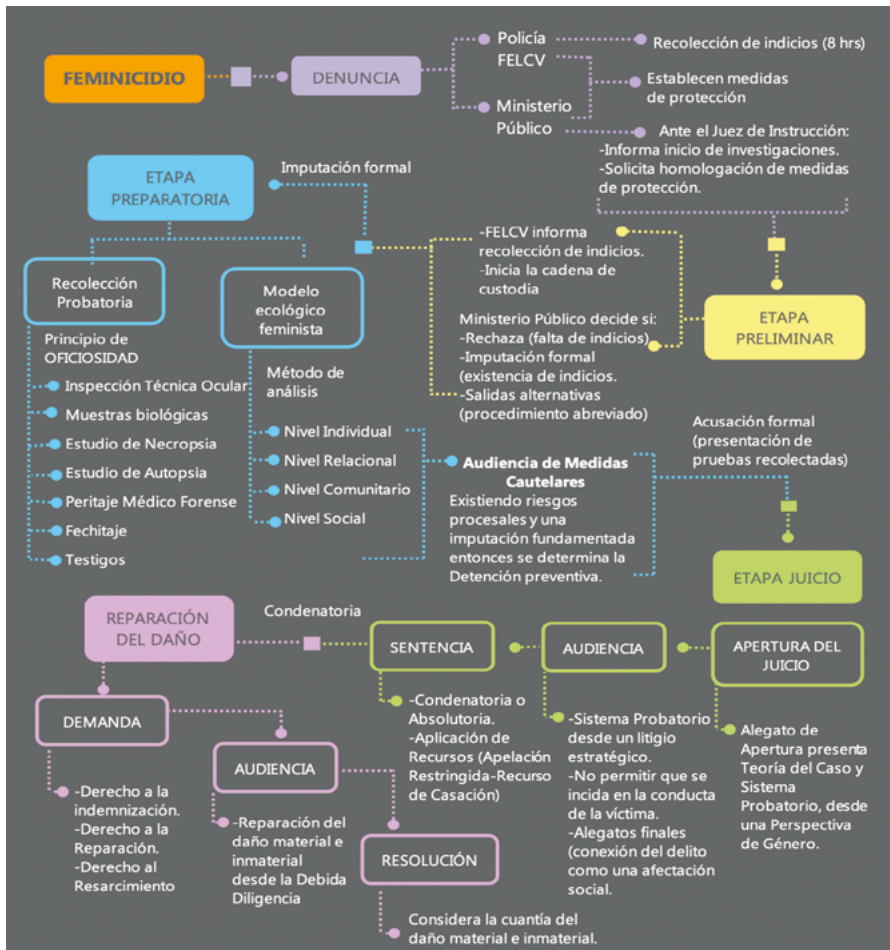 FEMINICIDIO
DENUNCIA
Policía
FELCV
Recolección de indicios (8 hrs)
Establecen medidas
de protección
Ministerio
Público
Ante el Juez de Instrucción:
-Informa inicio de investigaciones.
-Solicita homologación de medidas
de protección.
ETAPA
PREPARATORIA
Imputación formal
-FELCV informa
recolección de indicios.
-Inicia la cadena de
custodia
Ministerio Público decide si:
-Rechaza (falta de indicios)
-Imputación formal
(existencia de indicios.
-Salidas alternativas
(procedimiento abreviado)
ETAPA
PRELIMINAR
Recolección
Probatoria
Principio de
OFICIOSIDAD
Inspección Técnica Ocular
Muestras biológicas
Estudio de Necropsia
Estudio de Autopsia
Peritaje Médico Forense
Fechitaje
Testigos
Modelo
ecológico
feminista
Método de
análisis
Nivel Individual
Nivel Relacional
Nivel Comunitario
Nivel Social
Audiencia de Medidas
Cautelares
Existiendo riesgos
procesales y una
imputación fundamentada
entonces se determina la
Detención preventiva.
Acusación formal
(presentación de
pruebas recolectadas)
ETAPA JUICIO
APERTURA DEL
JUICIO
Alegato de
Apertura presenta
Teoría del Caso y
Sistema
Probatorio, desde
una Perspectiva
de Género.
AUDIENCIA
-Sistema Probatorio
desde un litigio
estratégico.
-No permitir que se
incida en la conducta
de la víctima.
-Alegatos finales
(conexión del delito
como una afectación
social.
SENTENCIA
-Condenatoria o
Absolutoria.
-Aplicación de
Recursos (Apelación
Restringida-Recurso
de Casación)
Condenatoria
REPARACIÓN
DEL DAÑO
DEMANDA
-Derecho a la
indemnización.
-Derecho a la
Reparación.
-Derecho al
Resarcimiento
AUDIENCIA
-Reparación del
daño material e
inmaterial
desde la Debida
Diligencia
RESOLUCIÓN
Considera la cuantía del
daño material e inmaterial.